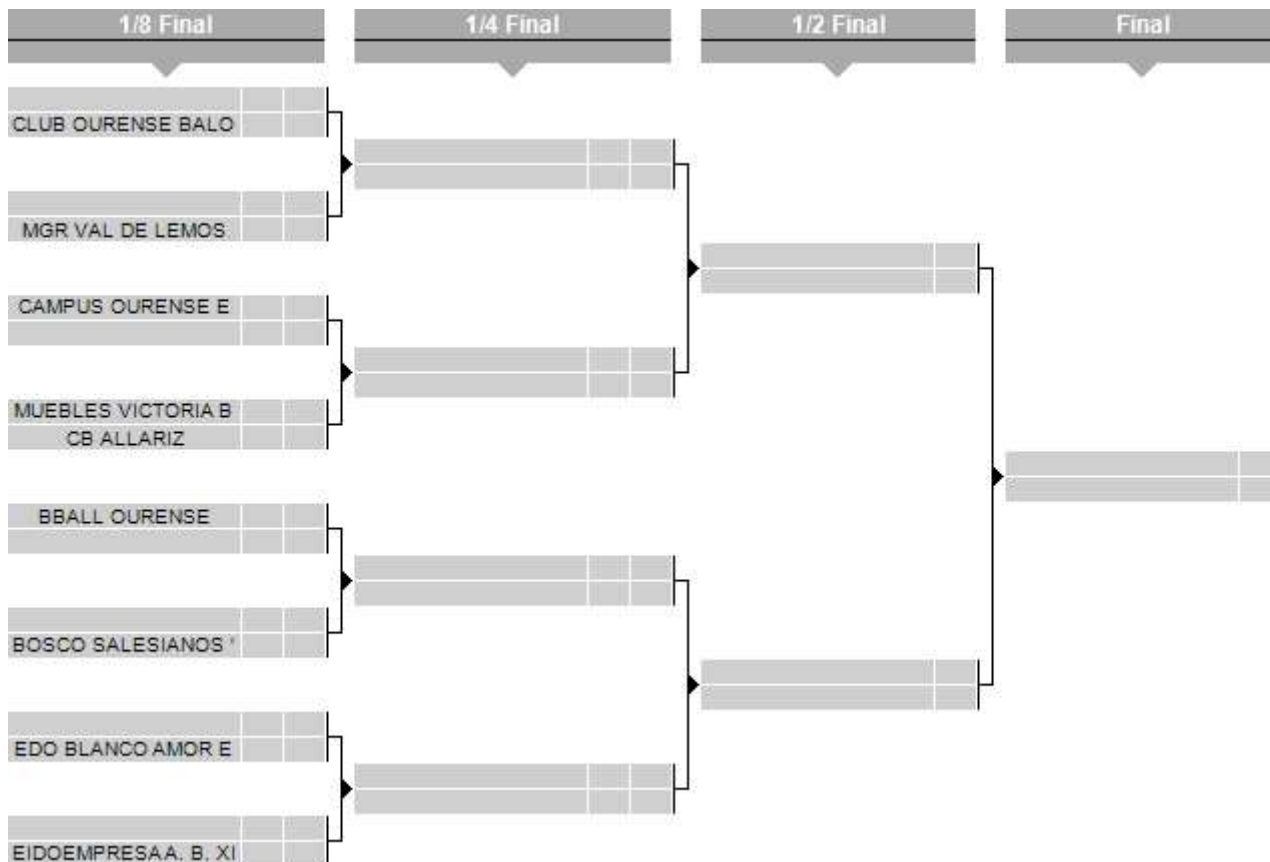 1/8 Final
1/4 Final
1/2 Final
Final
CLUB OURENSE BALO
MGR VAL DE LEMOS
CAMPUS OURENSE E
MUEBLES VICTORIA B
CB ALLARIZ
BBALL OURENSE
BOSCO SALESIANOS '
EDO BLANCO AMOR E
EIDOEMPRESA A. B. XI